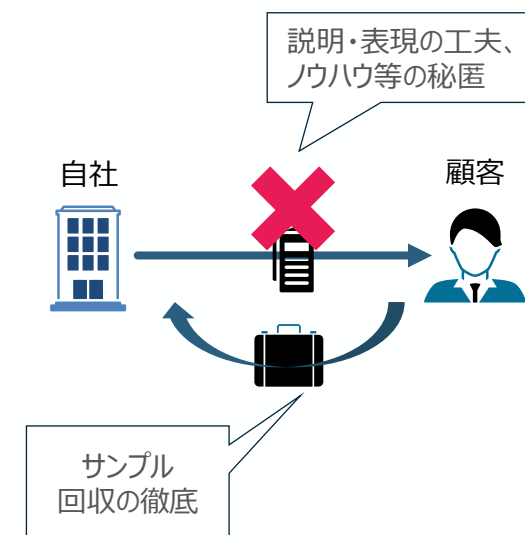 説明・表現の工夫、
ノウハウ等の秘匿
自社
顧客
サンプル
回収の徹底